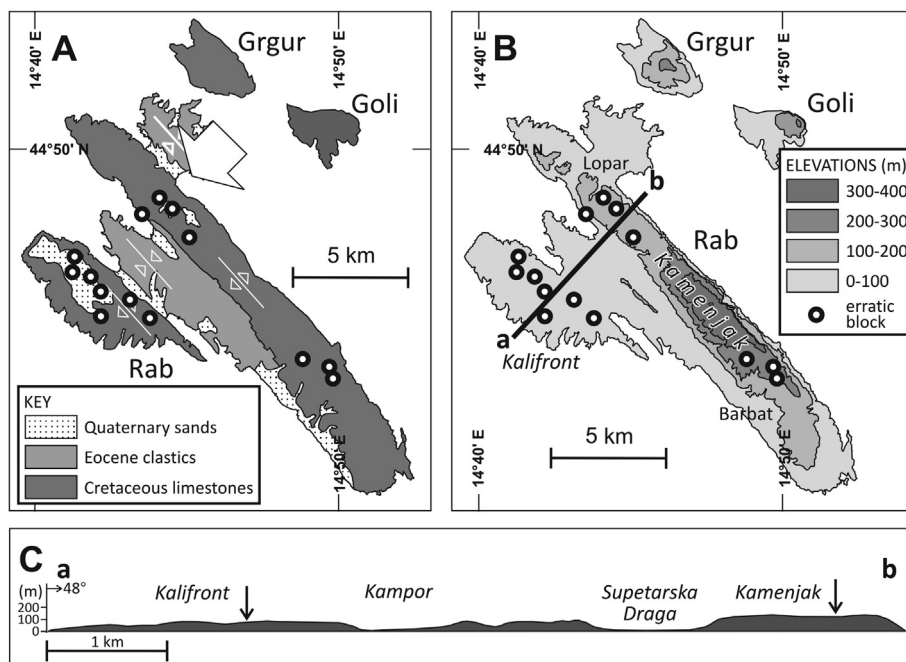 A
14°40' E
14°50' E
Grgur
Goli
44°50' N
5 km
Rab
14°50' E
KEY
Quaternary sands
Eocene clastics
Cretaceous limestones
B
14°40' E
14°50' E
Grgur
Goli
44°50' N
Lopar
b
Rab
Kamenjak
a
Kalifront
Barbat
5 km
14°40' E
14°50' E
ELEVATIONS (m)
300-400
200-300
100-200
0-100
erratic
block
C
a
b
(m)
48°
200
100
0
Kalifront
Kampor
Supetarska
Draga
Kamenjak
1 km